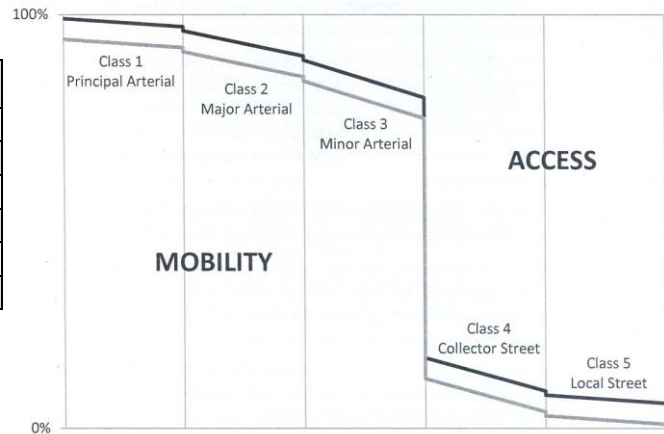 100%
Class 1
Principal Arterial
Class 2
Major Arterial
Class 3
Minor Arterial
ACCESS
MOBILITY
Class 4
Collector Street
Class 5
Local Street
0%